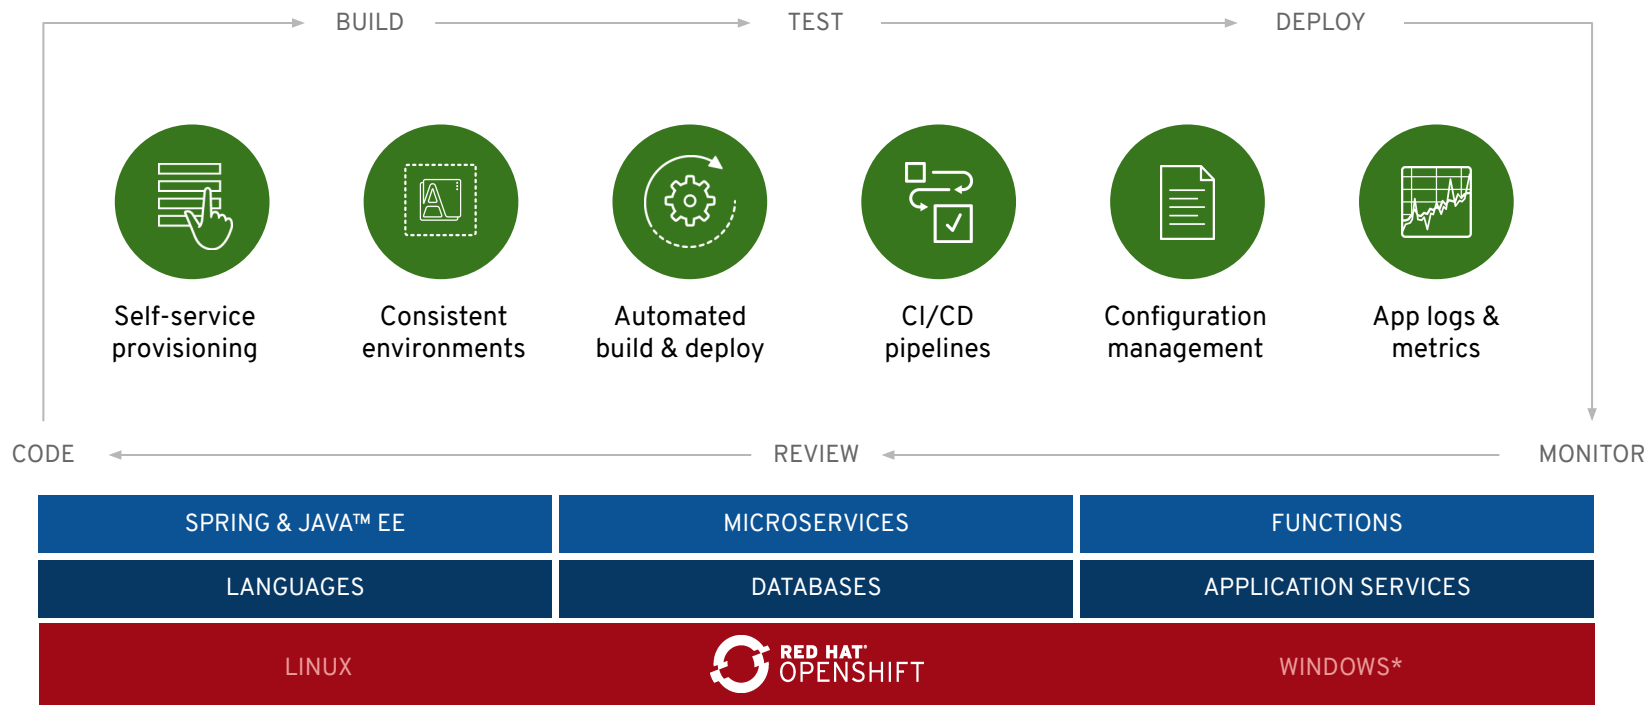 BUILD
TEST
DEPLOY
Self-service
provisioning
Consistent
environments
Automated
build & deploy
CI/CD
pipelines
Configuration
management
App logs &
metrics
CODE
REVIEW
MONITOR
SPRING & JAVA™ EE
MICROSERVICES
FUNCTIONS
LANGUAGES
DATABASES
APPLICATION SERVICES
LINUX
RED HAT®
OPENSHIFT
WINDOWS*